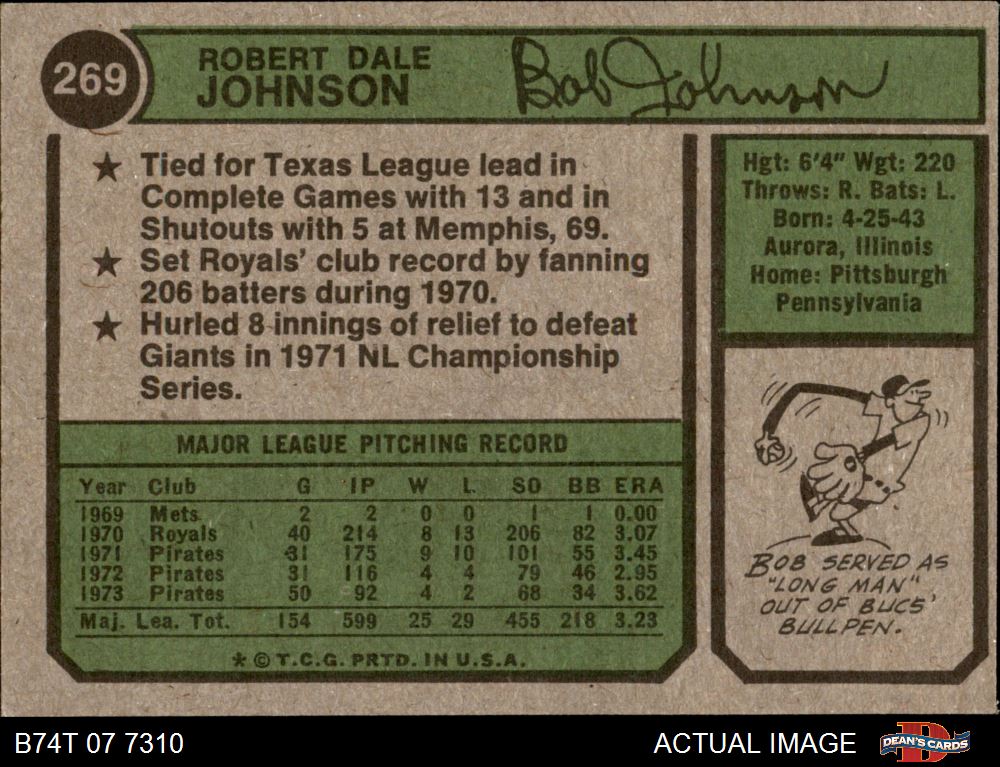 269
ROBERT DALE
JOHNSON
Bob Johnson
★ Tied for Texas League lead in
Complete Games with 13 and in
Shutouts with 5 at Memphis, 69.
★ Set Royals' club record by fanning
206 batters during 1970.
★ Hurled 8 innings of relief to defeat
Giants in 1971 NL Championship
Series.
Hgt: 6'4" Wgt: 220
Throws: R. Bats: L.
Born: 4-25-43
Aurora, Illinois
Home: Pittsburgh
Pennsylvania
MAJOR LEAGUE PITCHING RECORD
Year Club G IP W L SO BB ERA
1969 Mets 2 2 0 0 1 1 0.00
1970 Royals 40 214 8 13 206 82 3.07
1971 Pirates 31 175 9 10 101 55 3.45
1972 Pirates 31 116 4 4 79 46 2.95
1973 Pirates 50 92 4 2 68 34 3.62
Maj. Lea. Tot. 154 599 25 29 455 218 3.23
* © T.C.G. PRTD. IN U.S.A.
BOB SERVED AS
"LONG MAN"
OUT OF BUCS'
BULLPEN.
B74T 07 7310
ACTUAL IMAGE
DEAN'S CARDS